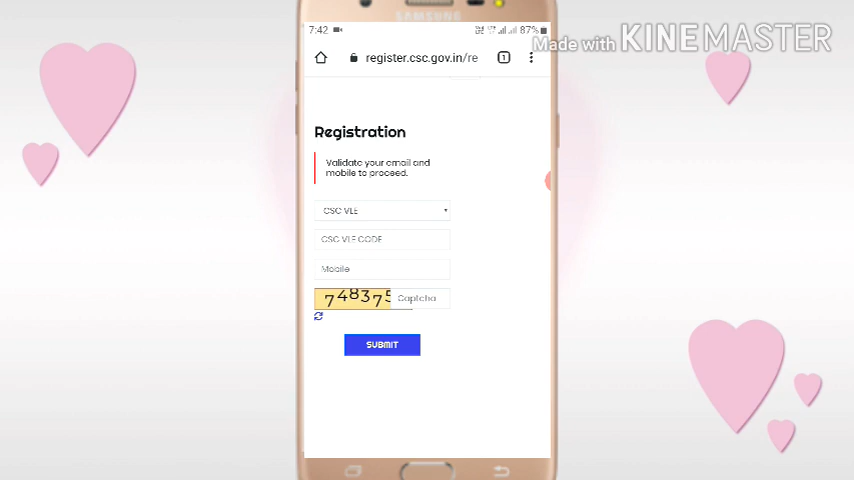 SAMSUNG
7:42
87%
Made with KINEMASTER
register.csc.gov.in/re
1
Registration
Validate your email and
mobile to proceed.
CSC VLE
CSC VLE CODE
Mobile
748375
Captcha
SUBMIT